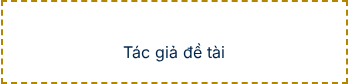 Tác giả đề tài